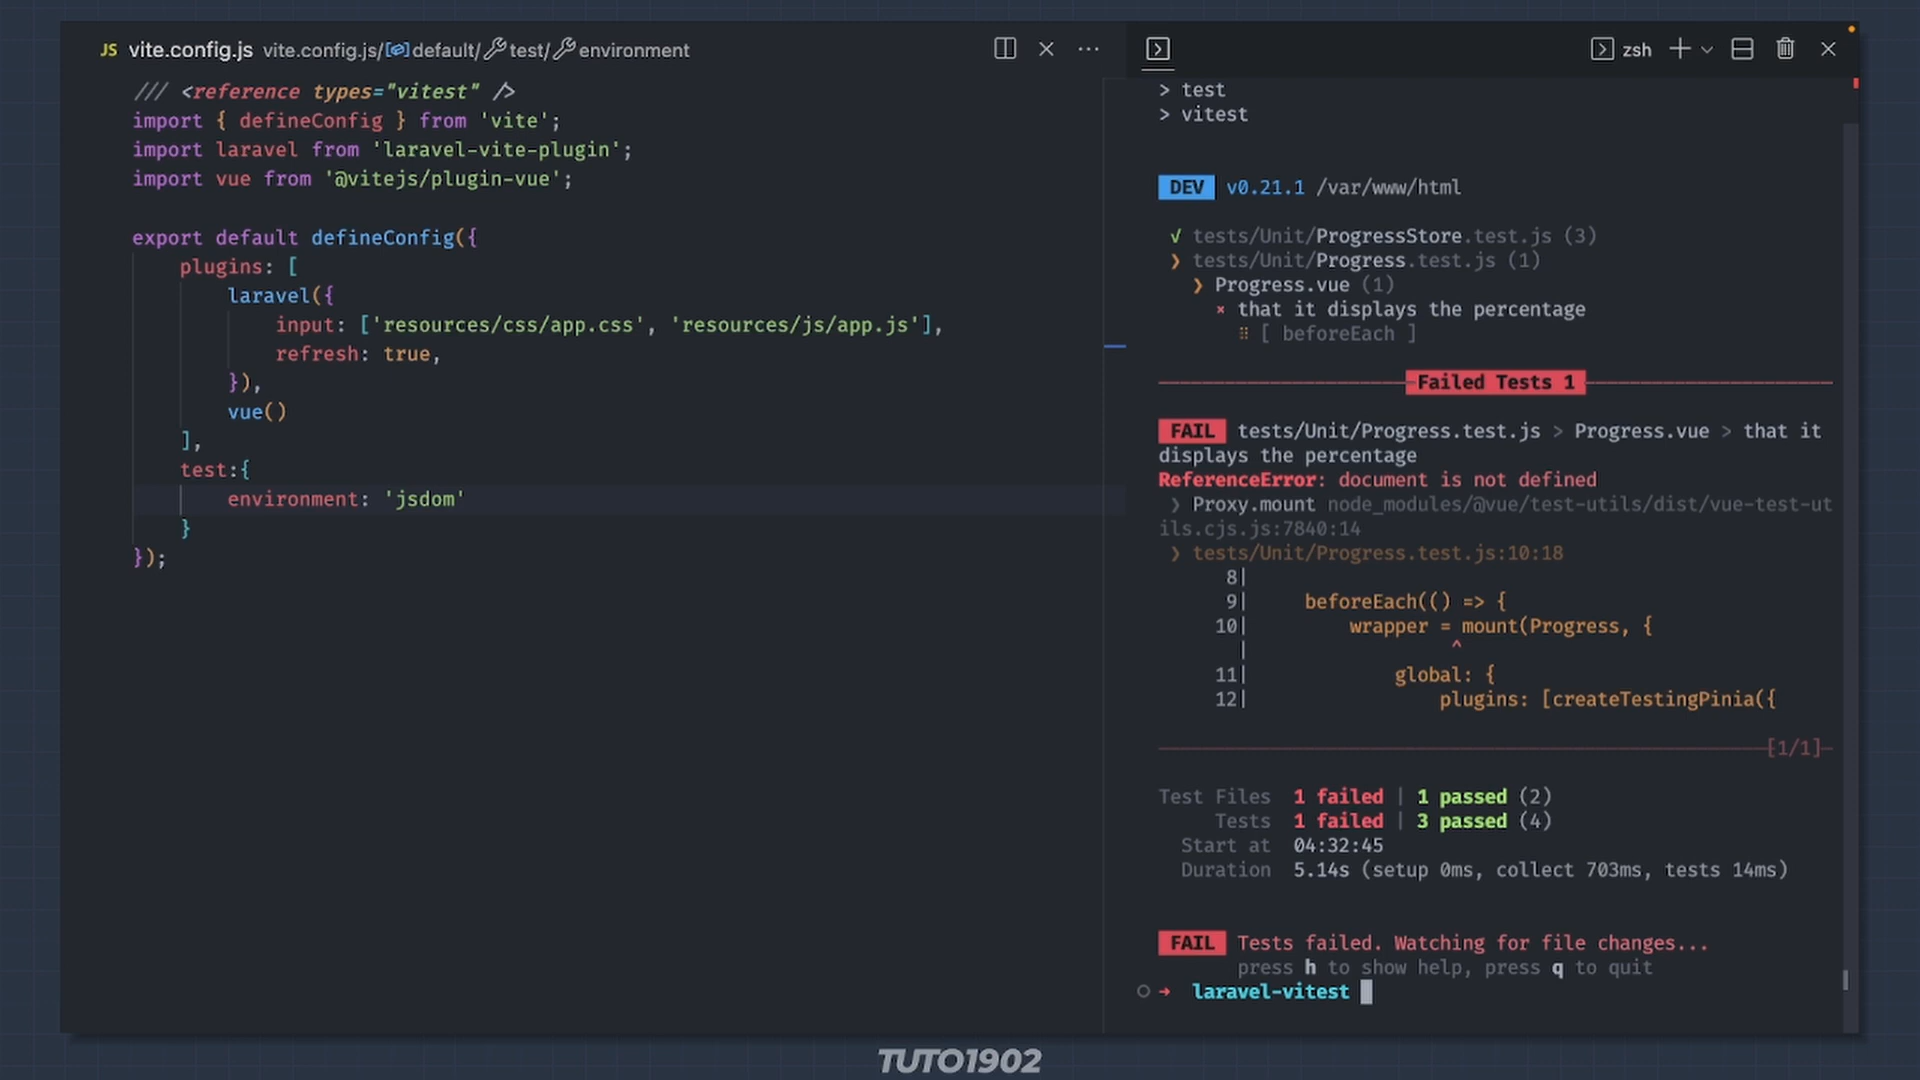 JS vite.config.js vite.config.js/default/test/environment
/// <reference types="vitest" />
import { defineConfig } from 'vite';
import laravel from 'laravel-vite-plugin';
import vue from '@vitejs/plugin-vue';
export default defineConfig({
plugins: [
laravel({
input: ['resources/css/app.css', 'resources/js/app.js'],
refresh: true,
}),
vue()
],
test:{
environment: 'jsdom'
}
});
zsh
> test
> vitest
DEV v0.21.1 /var/www/html
√ tests/Unit/ProgressStore.test.js (3)
❯ tests/Unit/Progress.test.js (1)
❯ Progress.vue (1)
× that it displays the percentage
⠿ [ beforeEach ]
Failed Tests 1
FAIL tests/Unit/Progress.test.js > Progress.vue > that it
displays the percentage
ReferenceError: document is not defined
❯ Proxy.mount node_modules/@vue/test-utils/dist/vue-test-ut
ils.cjs.js:7840:14
❯ tests/Unit/Progress.test.js:10:18
8|
9| beforeEach(() => {
10| wrapper = mount(Progress, {
| ^
11| global: {
12| plugins: [createTestingPinia({
[1/1]
Test Files 1 failed | 1 passed (2)
Tests 1 failed | 3 passed (4)
Start at 04:32:45
Duration 5.14s (setup 0ms, collect 703ms, tests 14ms)
FAIL Tests failed. Watching for file changes...
press h to show help, press q to quit
➜ laravel-vitest
TUTO1902